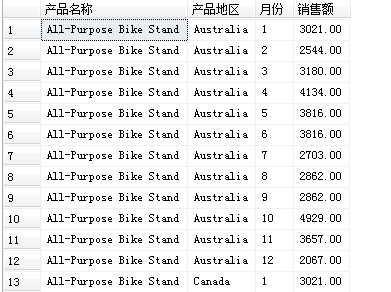 产品名称 产品地区 月份 销售额
1 All-Purpose Bike Stand Australia 1 3021.00
2 All-Purpose Bike Stand Australia 2 2544.00
3 All-Purpose Bike Stand Australia 3 3180.00
4 All-Purpose Bike Stand Australia 4 4134.00
5 All-Purpose Bike Stand Australia 5 3816.00
6 All-Purpose Bike Stand Australia 6 3816.00
7 All-Purpose Bike Stand Australia 7 2703.00
8 All-Purpose Bike Stand Australia 8 2862.00
9 All-Purpose Bike Stand Australia 9 2862.00
10 All-Purpose Bike Stand Australia 10 4929.00
11 All-Purpose Bike Stand Australia 11 3657.00
12 All-Purpose Bike Stand Australia 12 2067.00
13 All-Purpose Bike Stand Canada 1 3021.00